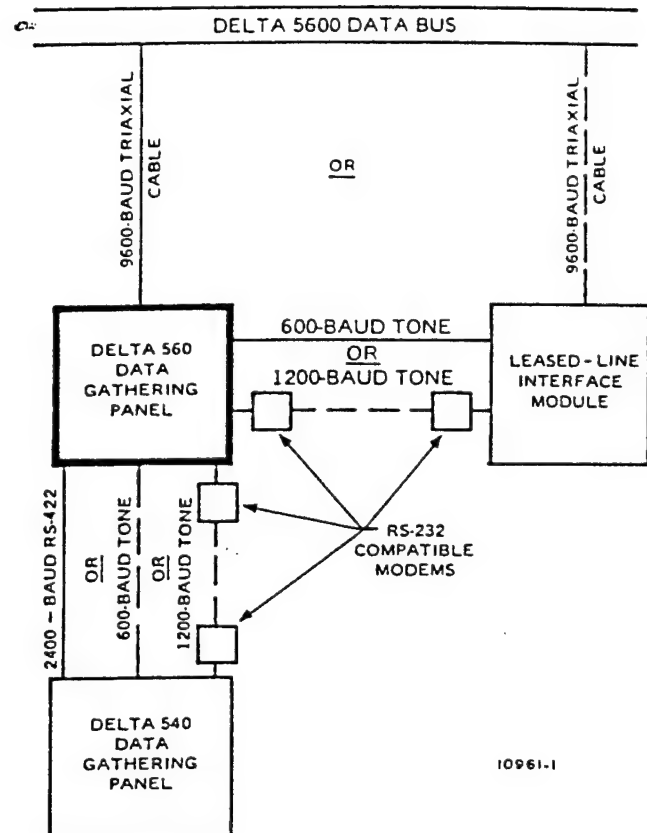 DELTA 5600 DATA BUS
9600-BAUD TRIAXIAL
CABLE
OR
9600-BAUD TRIAXIAL
CABLE
DELTA 560
DATA
GATHERING
PANEL
600-BAUD TONE
OR
1200-BAUD TONE
LEASED-LINE
INTERFACE
MODULE
2400-BAUD RS-422
OR
600-BAUD TONE
OR
1200-BAUD TONE
RS-232
COMPATIBLE
MODEMS
DELTA 540
DATA
GATHERING
PANEL
10961-1